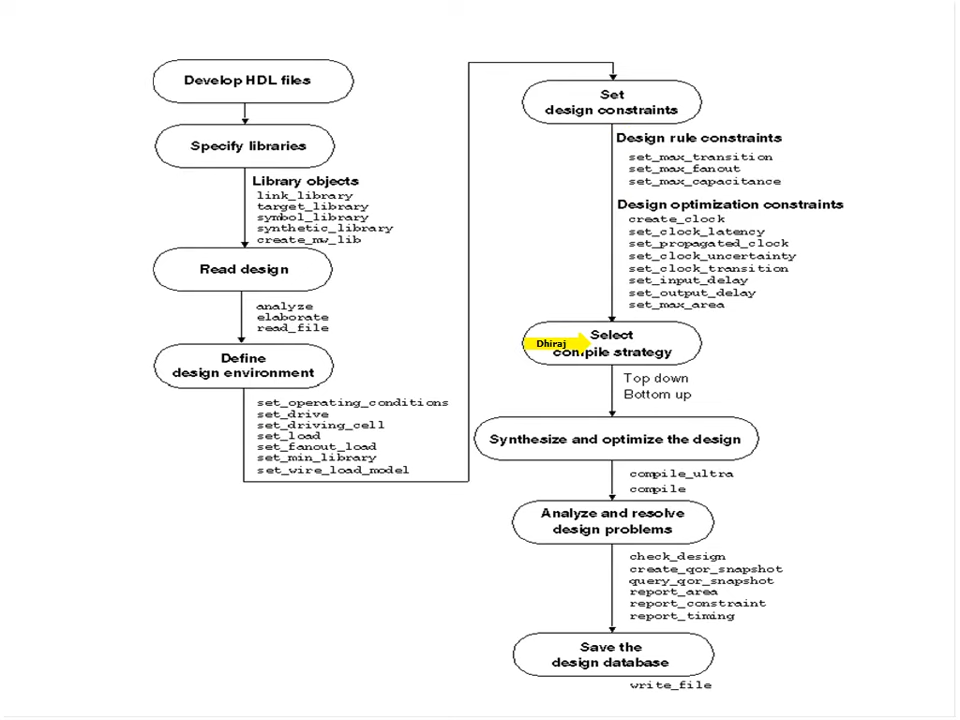 Develop HDL files
Specify libraries
Library objects
link_library
target_library
symbol_library
synthetic_library
create_mw_lib
Read design
analyze
elaborate
read_file
Define
design environment
set_operating_conditions
set_drive
set_driving_cell
set_load
set_fanout_load
set_min_library
set_wire_load_model
Set
design constraints
Design rule constraints
set_max_transition
set_max_fanout
set_max_capacitance
Design optimization constraints
create_clock
set_clock_latency
set_propagated_clock
set_clock_uncertainty
set_clock_transition
set_input_delay
set_output_delay
set_max_area
Select
Dhiraj
compile strategy
Top down
Bottom up
Synthesize and optimize the design
compile_ultra
compile
Analyze and resolve
design problems
check_design
create_qor_snapshot
query_qor_snapshot
report_area
report_constraint
report_timing
Save the
design database
write_file